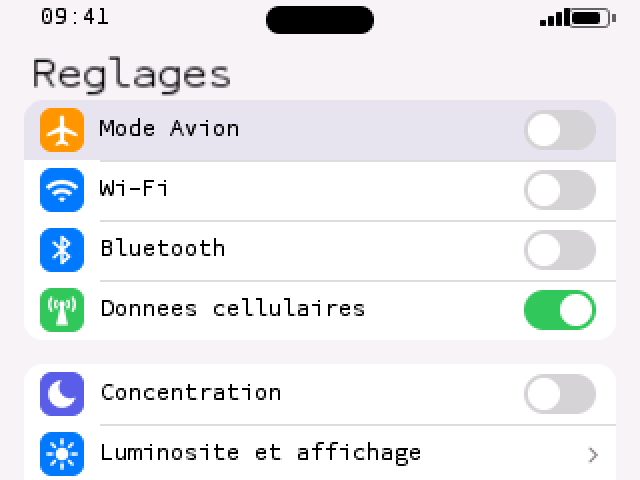 09:41
Reglages
Mode Avion
Wi-Fi
Bluetooth
Donnees cellulaires
Concentration
Luminosite et affichage